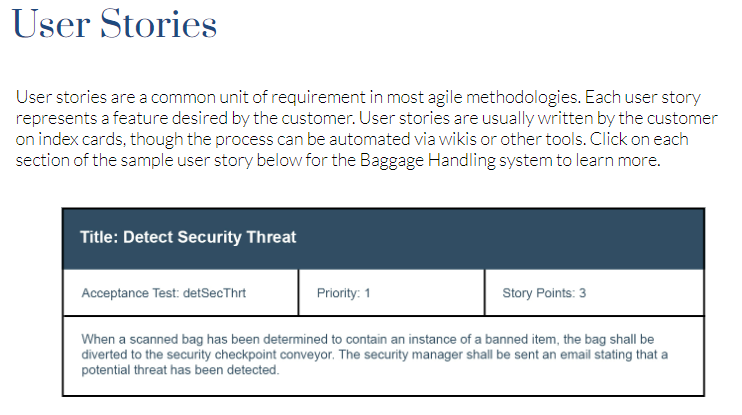 User Stories
User stories are a common unit of requirement in most agile methodologies. Each user story
represents a feature desired by the customer. User stories are usually written by the customer
on index cards, though the process can be automated via wikis or other tools. Click on each
section of the sample user story below for the Baggage Handling system to learn more.
Title: Detect Security Threat
Acceptance Test: detSecThrt
Priority: 1
Story Points: 3
When a scanned bag has been determined to contain an instance of a banned item, the bag shall be
diverted to the security checkpoint conveyor. The security manager shall be sent an email stating that a
potential threat has been detected.